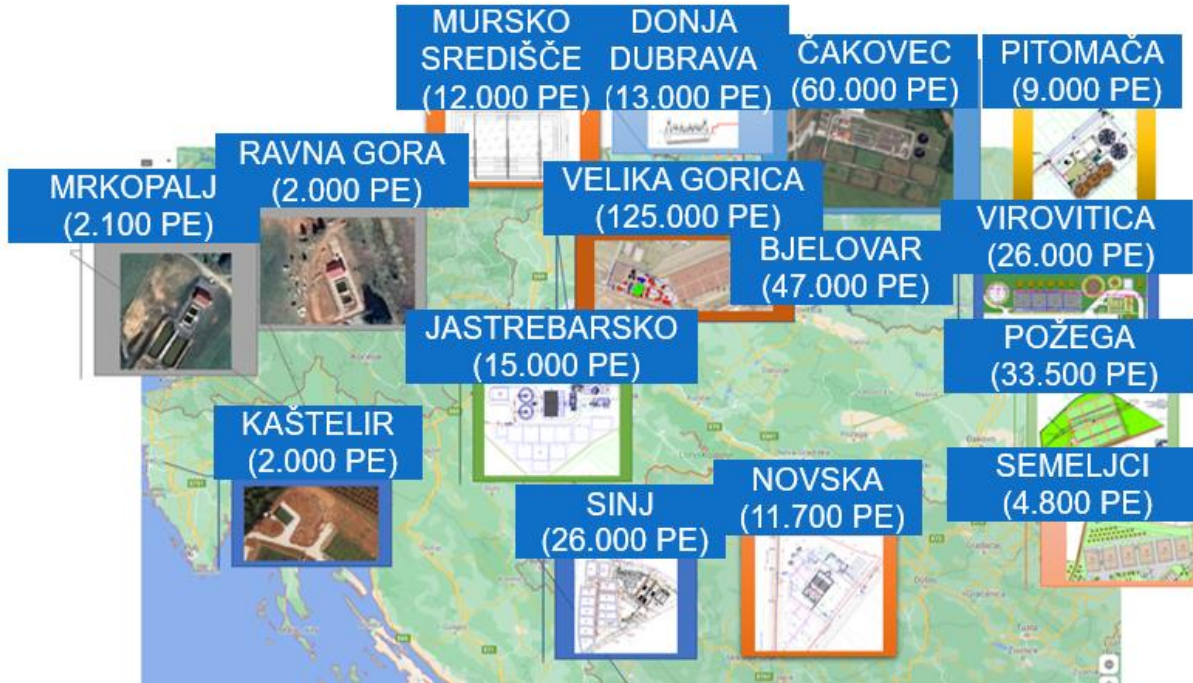 MURSKO
SREDIŠĆE
(12.000 PE)
DONJA
DUBRAVA
(13.000 PE)
ČAKOVEC
(60.000 PE)
PITOMAČA
(9.000 PE)
MRKOPALJ
(2.100 PE)
RAVNA GORA
(2.000 PE)
VELIKA GORICA
(125.000 PE)
BJELOVAR
(47.000 PE)
VIROVITICA
(26.000 PE)
JASTREBARSKO
(15.000 PE)
POŽEGA
(33.500 PE)
KAŠTELIR
(2.000 PE)
SINJ
(26.000 PE)
NOVSKA
(11.700 PE)
SEMELJCI
(4.800 PE)